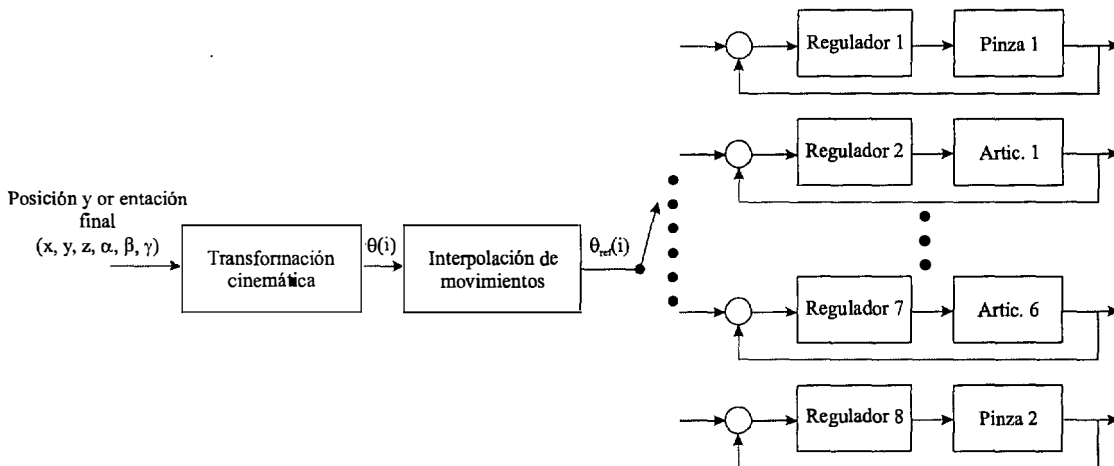 Regulador 1
Pinza 1
Regulador 2
Artic. 1
Posición y or entación
final
(x, y, z, α, β, γ)
Transformación
cinemática
θ(i)
Interpolación de
movimientos
θref(i)
Regulador 7
Artic. 6
Regulador 8
Pinza 2